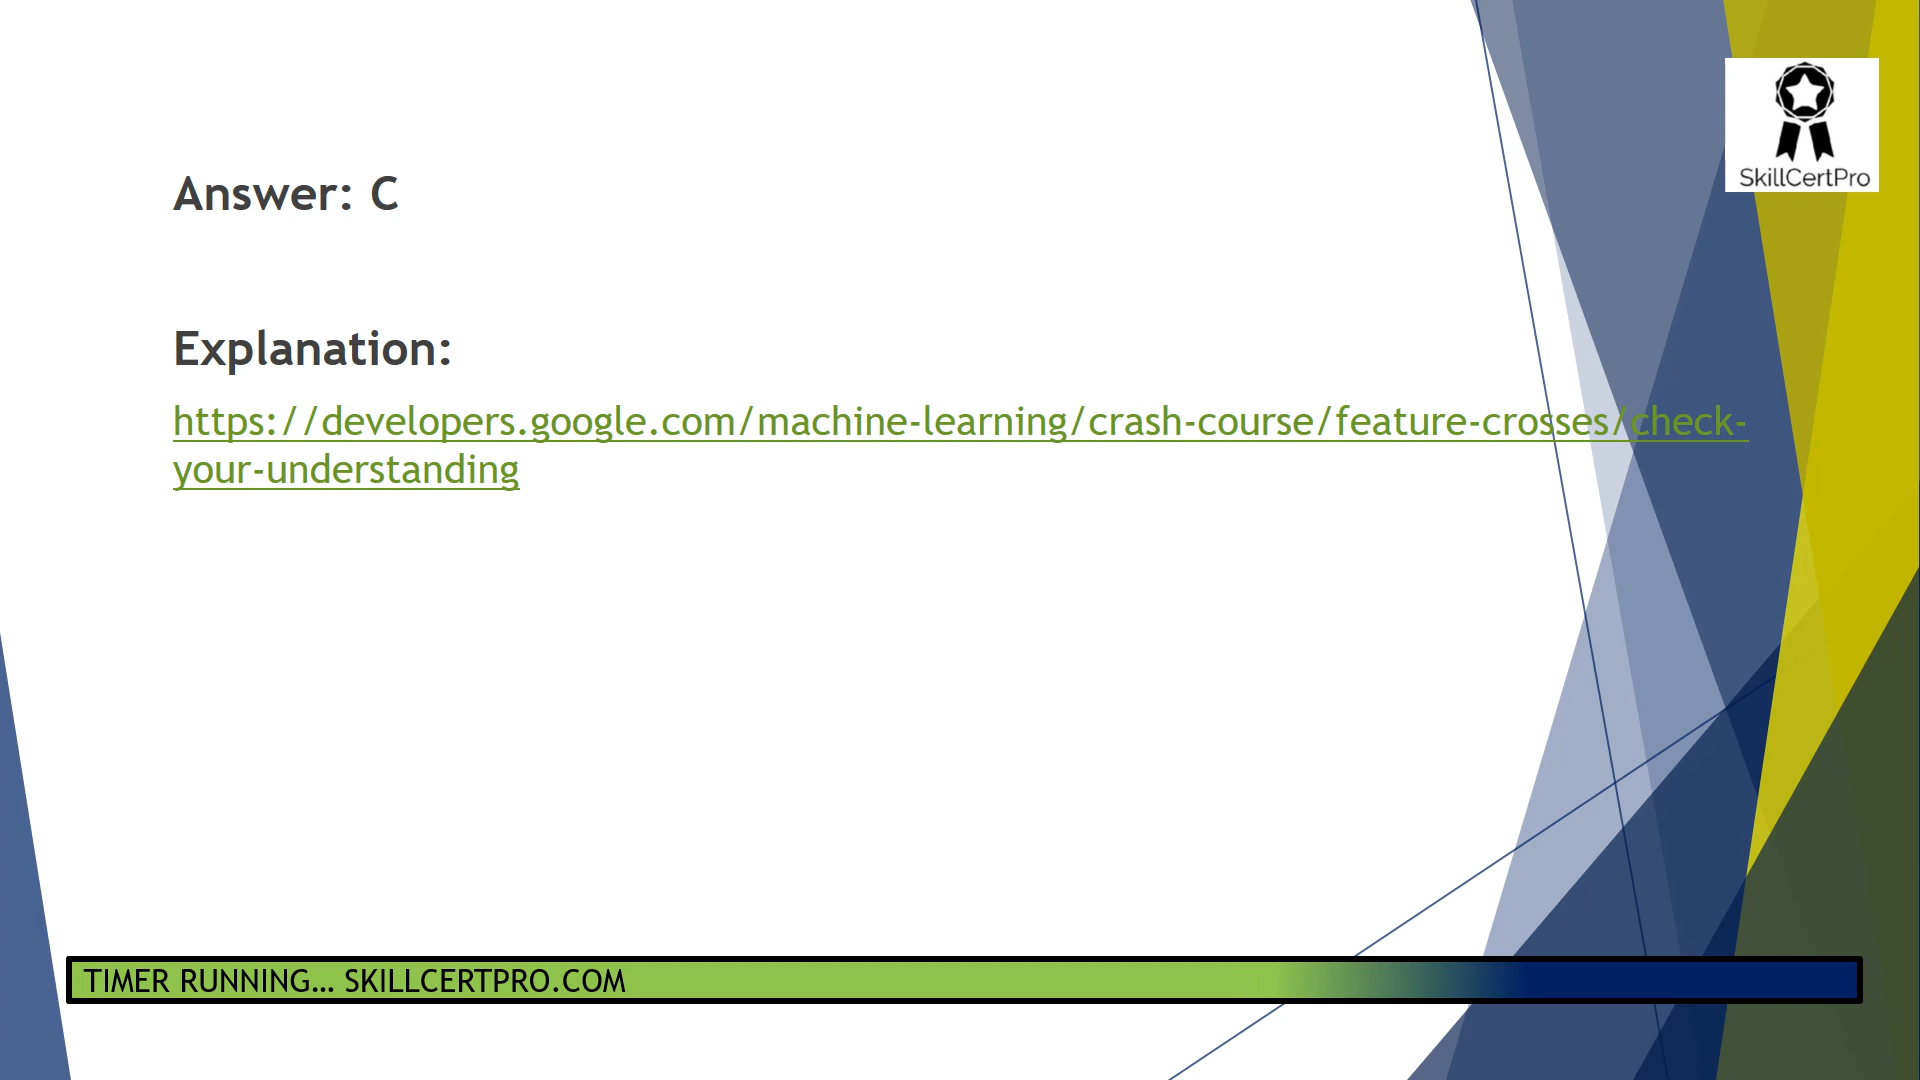 SkillCertPro
Answer: C
Explanation:
https://developers.google.com/machine-learning/crash-course/feature-crosses/check-
your-understanding
TIMER RUNNING... SKILLCERTPRO.COM